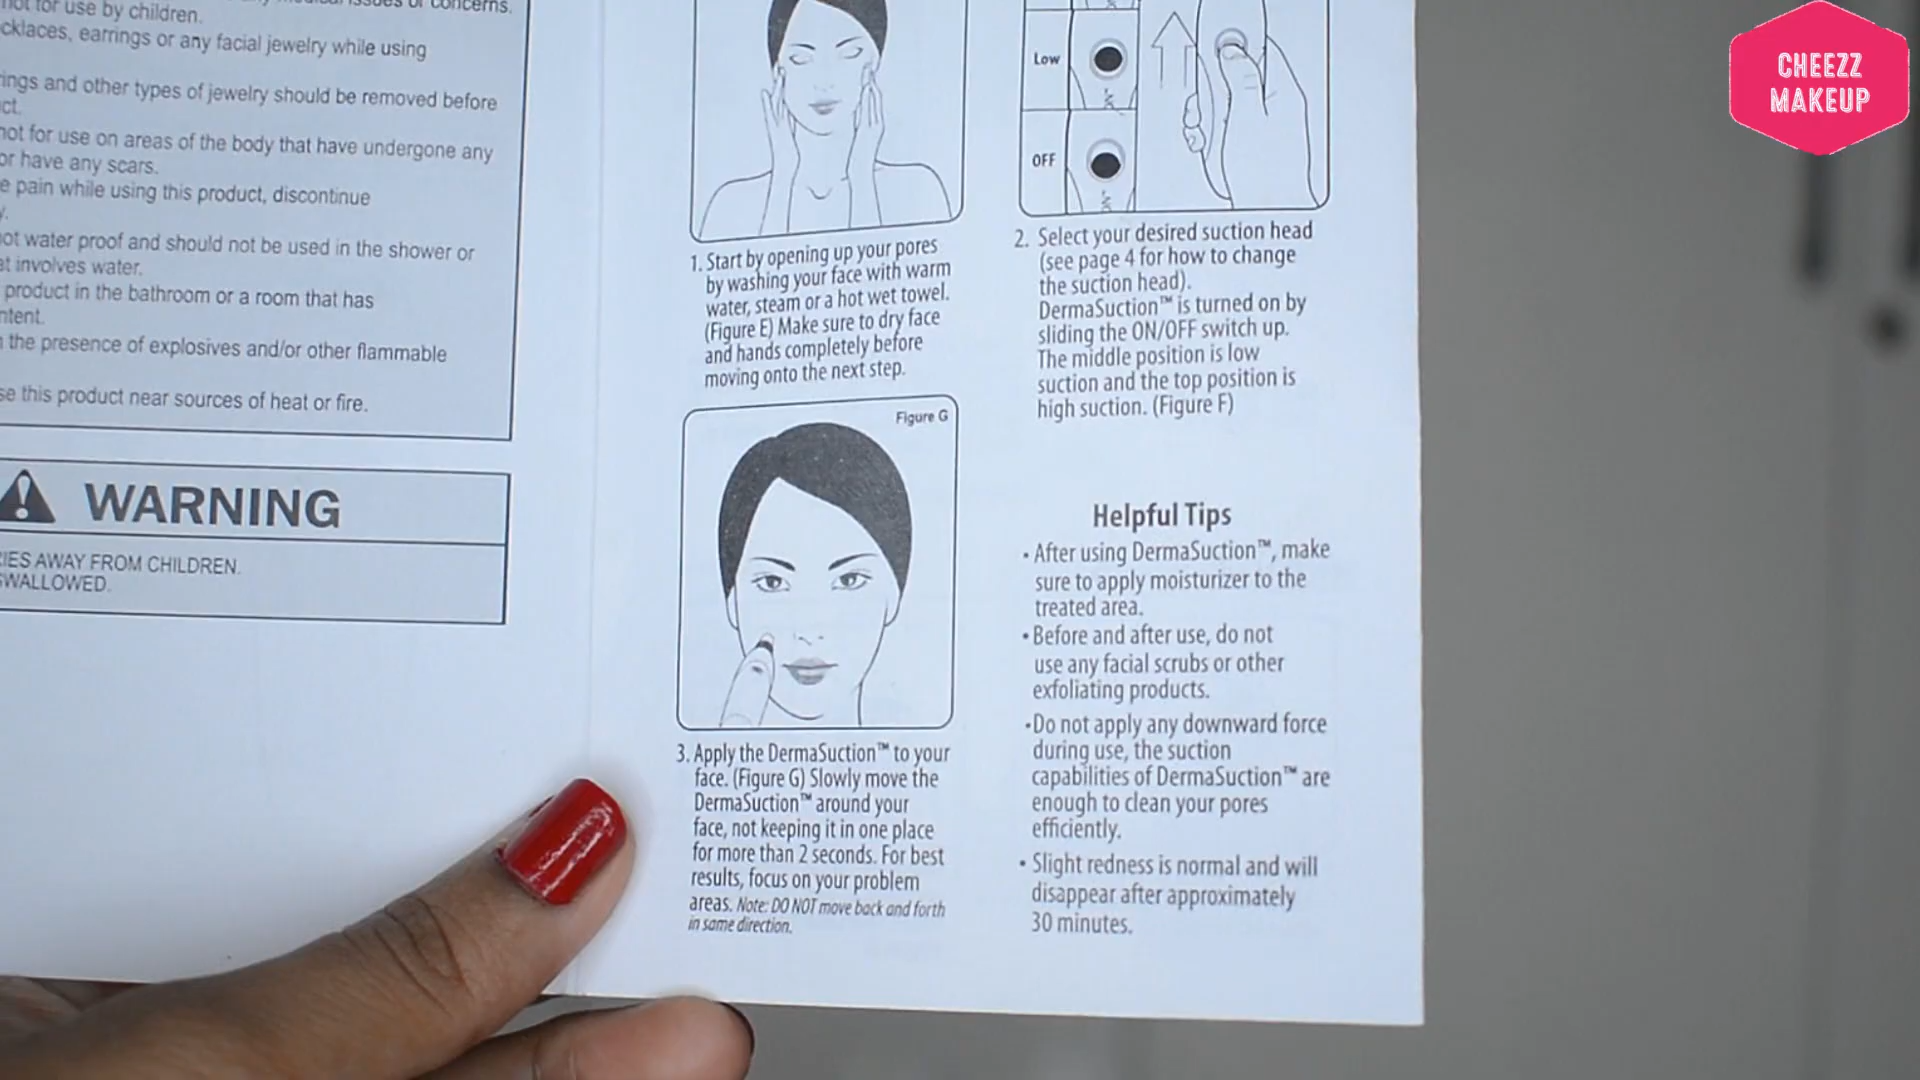 not for use by children.
earrings or any facial jewelry while using
and other types of jewelry should be removed before
not for use on areas of the body that have undergone any
or have any scars.
pain while using this product, discontinue
water proof and should not be used in the shower or
involves water.
product in the bathroom or a room that has
the presence of explosives and/or other flammable
this product near sources of heat or fire.
WARNING
AWAY FROM CHILDREN.
SWALLOWED.
1. Start by opening up your pores
by washing your face with warm
water, steam or a hot wet towel.
(Figure E) Make sure to dry face
and hands completely before
moving onto the next step.
Figure G
3. Apply the DermaSuction™ to your
face. (Figure G) Slowly move the
DermaSuction™ around your
face, not keeping it in one place
for more than 2 seconds. For best
results, focus on your problem
areas. Note: DO NOT move back and forth
in same direction.
Low
OFF
2. Select your desired suction head
(see page 4 for how to change
the suction head).
DermaSuction™ is turned on by
sliding the ON/OFF switch up.
The middle position is low
suction and the top position is
high suction. (Figure F)
Helpful Tips
• After using DermaSuction™, make
sure to apply moisturizer to the
treated area.
• Before and after use, do not
use any facial scrubs or other
exfoliating products.
• Do not apply any downward force
during use, the suction
capabilities of DermaSuction™ are
enough to clean your pores
efficiently.
• Slight redness is normal and will
disappear after approximately
30 minutes.
CHEEZZ
MAKEUP